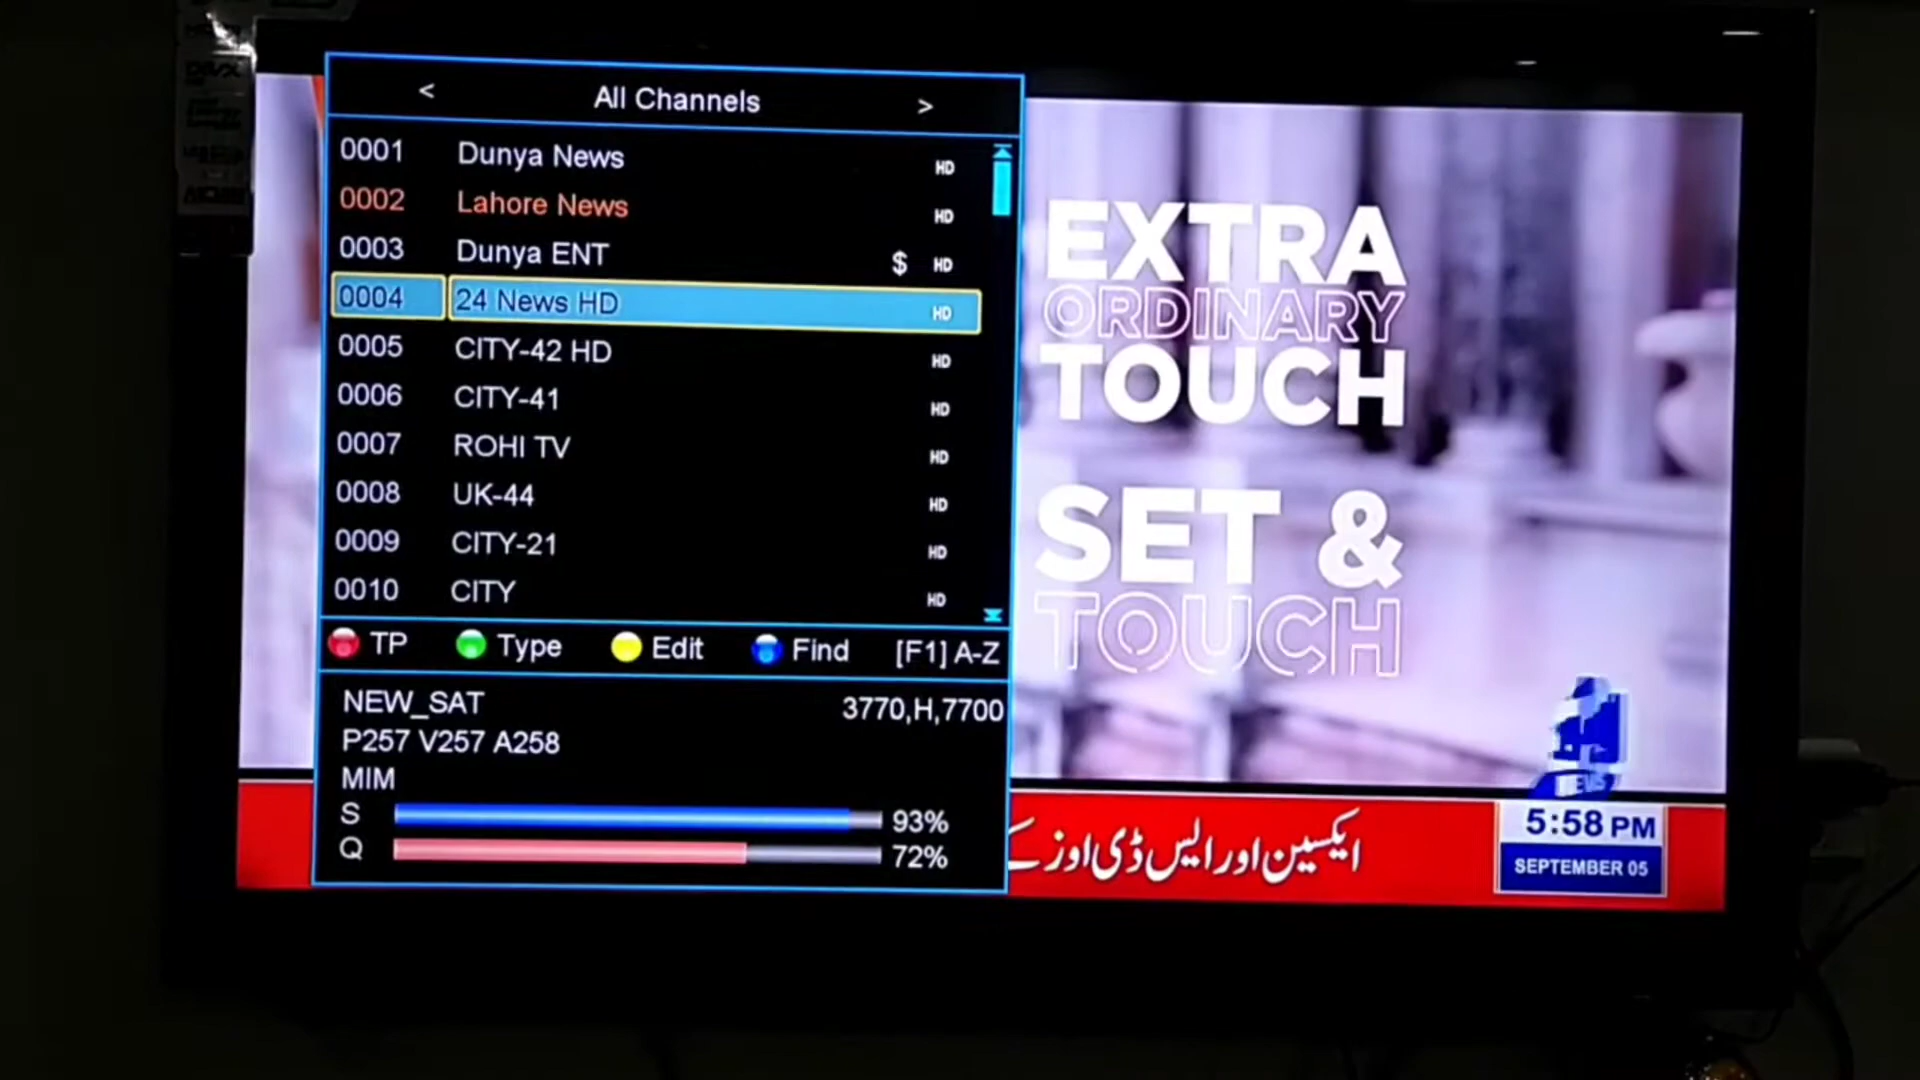 < All Channels >
0001 Dunya News HD
0002 Lahore News HD
0003 Dunya ENT $ HD
0004 24 News HD HD
0005 CITY-42 HD HD
0006 CITY-41 HD
0007 ROHI TV HD
0008 UK-44 HD
0009 CITY-21 HD
0010 CITY HD
TP Type Edit Find [F1] A-Z
NEW_SAT 3770,H,7700
P257 V257 A258
MIM
S 93%
Q 72%
EXTRA
ORDINARY
TOUCH
SET &
TOUCH
NEWS
5:58 PM
ایکسین اور ایس ڈی اوز کے
SEPTEMBER 05